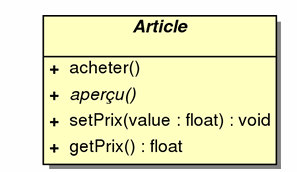 Article
+ acheter()
+ aperçu()
+ setPrix(value : float) : void
+ getPrix() : float